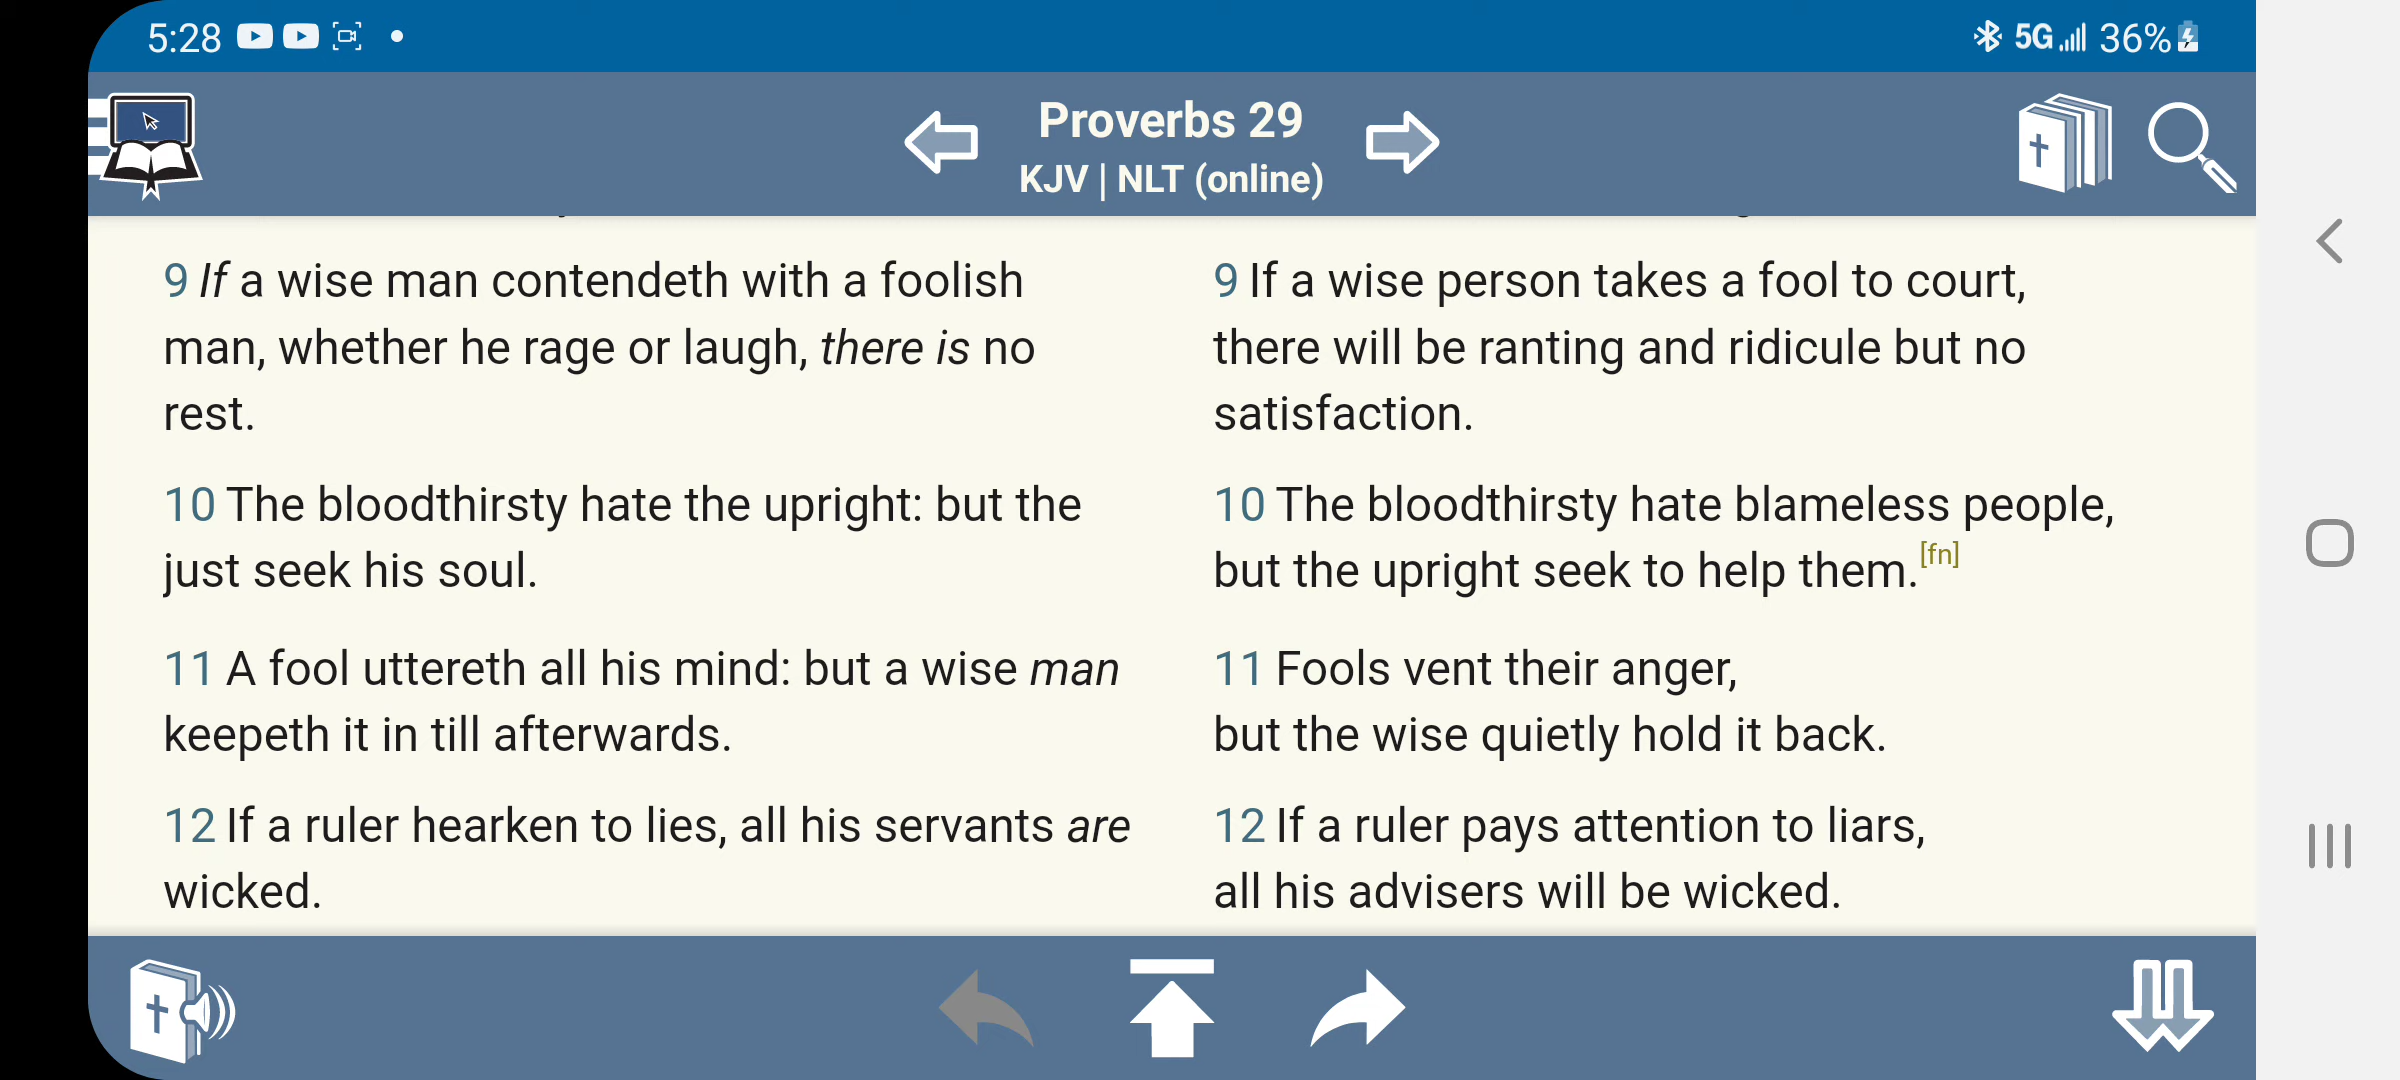 5:28
5G 36%
Proverbs 29
KJV | NLT (online)
9 If a wise man contendeth with a foolish
man, whether he rage or laugh, there is no
rest.
10 The bloodthirsty hate the upright: but the
just seek his soul.
11 A fool uttereth all his mind: but a wise man
keepeth it in till afterwards.
12 If a ruler hearken to lies, all his servants are
wicked.
9 If a wise person takes a fool to court,
there will be ranting and ridicule but no
satisfaction.
10 The bloodthirsty hate blameless people,
but the upright seek to help them.[fn]
11 Fools vent their anger,
but the wise quietly hold it back.
12 If a ruler pays attention to liars,
all his advisers will be wicked.